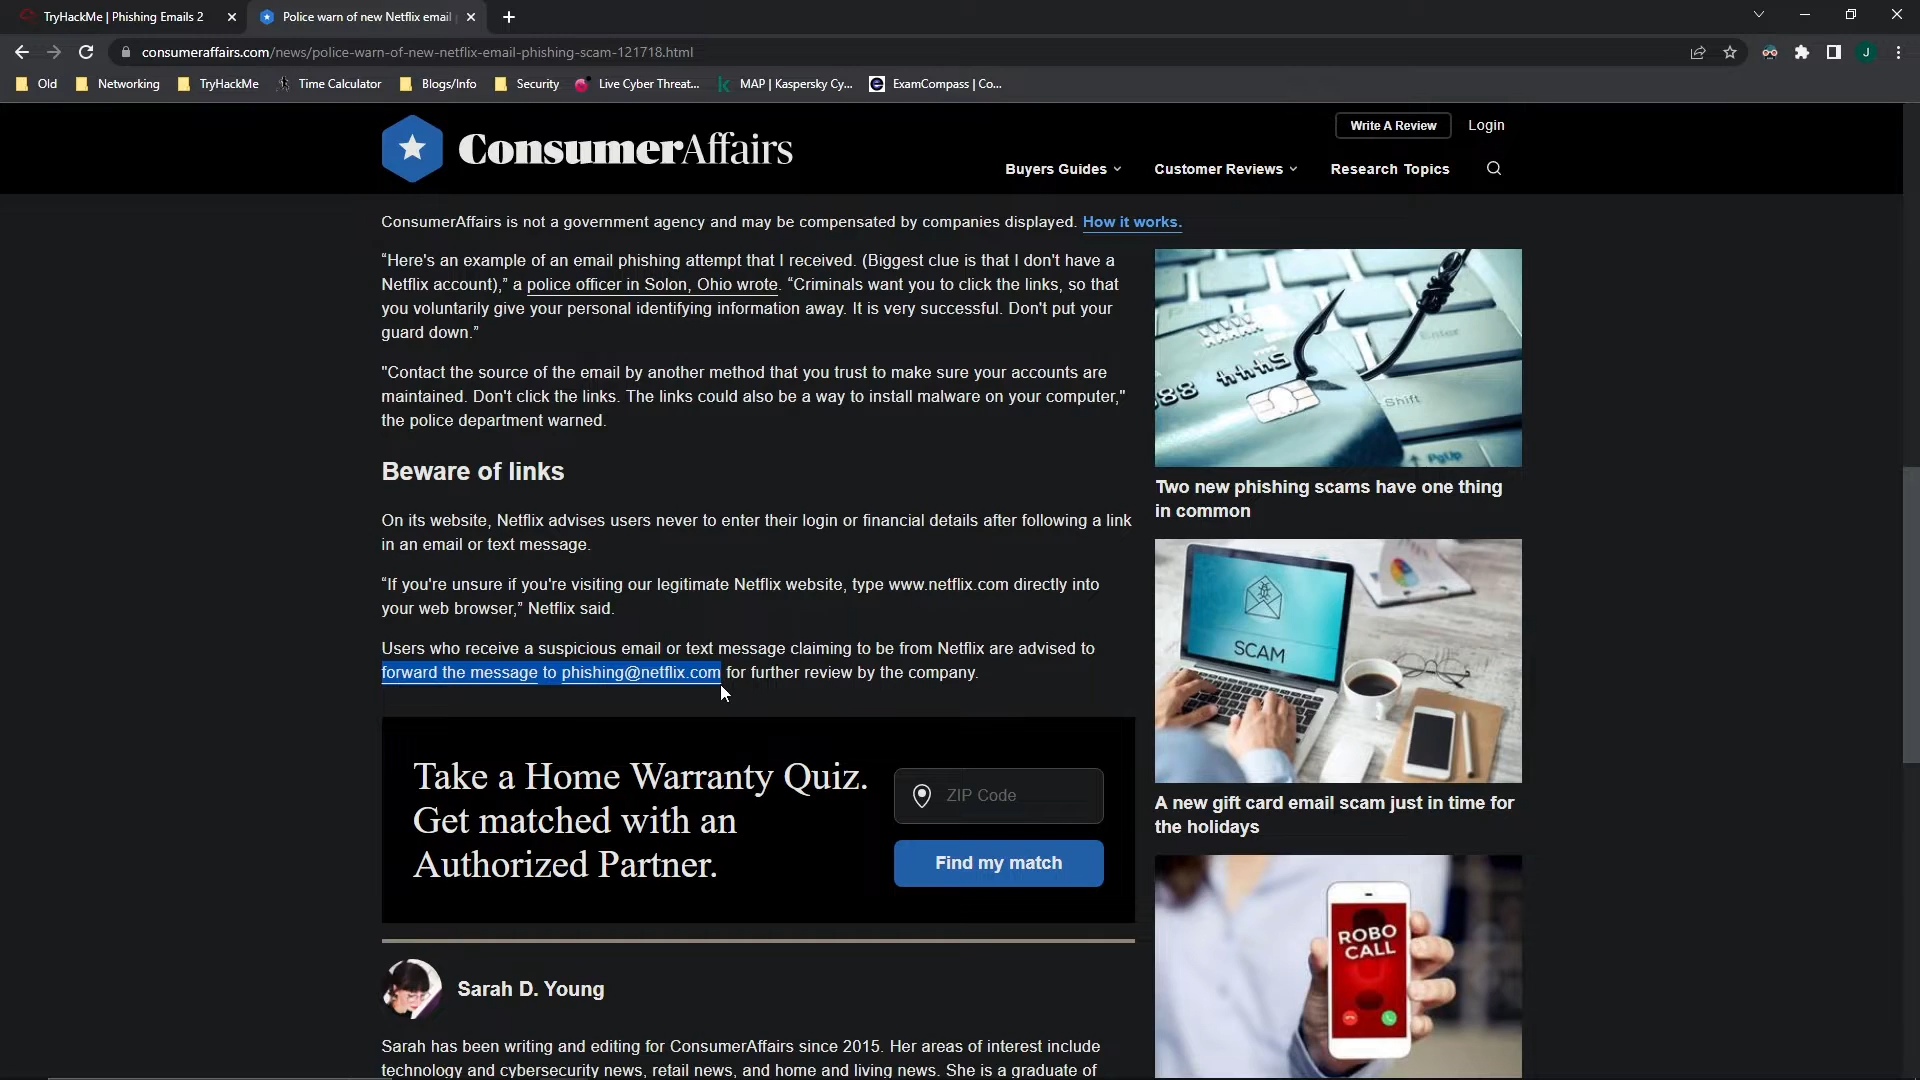 TryHackMe | Phishing Emails 2
Police warn of new Netflix email
consumeraffairs.com/news/police-warn-of-new-netflix-email-phishing-scam-121718.html
J
Old
Networking
TryHackMe
Time Calculator
Blogs/Info
Security
Live Cyber Threat...
MAP | Kaspersky Cy...
ExamCompass | Co...
ConsumerAffairs
Write A Review
Login
Buyers Guides
Customer Reviews
Research Topics
ConsumerAffairs is not a government agency and may be compensated by companies displayed. How it works.
“Here's an example of an email phishing attempt that I received. (Biggest clue is that I don't have a
Netflix account),” a police officer in Solon, Ohio wrote. “Criminals want you to click the links, so that
you voluntarily give your personal identifying information away. It is very successful. Don't put your
guard down.”
"Contact the source of the email by another method that you trust to make sure your accounts are
maintained. Don't click the links. The links could also be a way to install malware on your computer,"
the police department warned.
Beware of links
On its website, Netflix advises users never to enter their login or financial details after following a link
in an email or text message.
“If you're unsure if you're visiting our legitimate Netflix website, type www.netflix.com directly into
your web browser,” Netflix said.
Users who receive a suspicious email or text message claiming to be from Netflix are advised to
forward the message to phishing@netflix.com for further review by the company.
Take a Home Warranty Quiz.
Get matched with an
Authorized Partner.
ZIP Code
Find my match
Sarah D. Young
Sarah has been writing and editing for ConsumerAffairs since 2015. Her areas of interest include
technology and cybersecurity news, retail news, and home and living news. She is a graduate of
Enter
Shift
PgUp
Two new phishing scams have one thing
in common
SCAM
A new gift card email scam just in time for
the holidays
ROBO
CALL